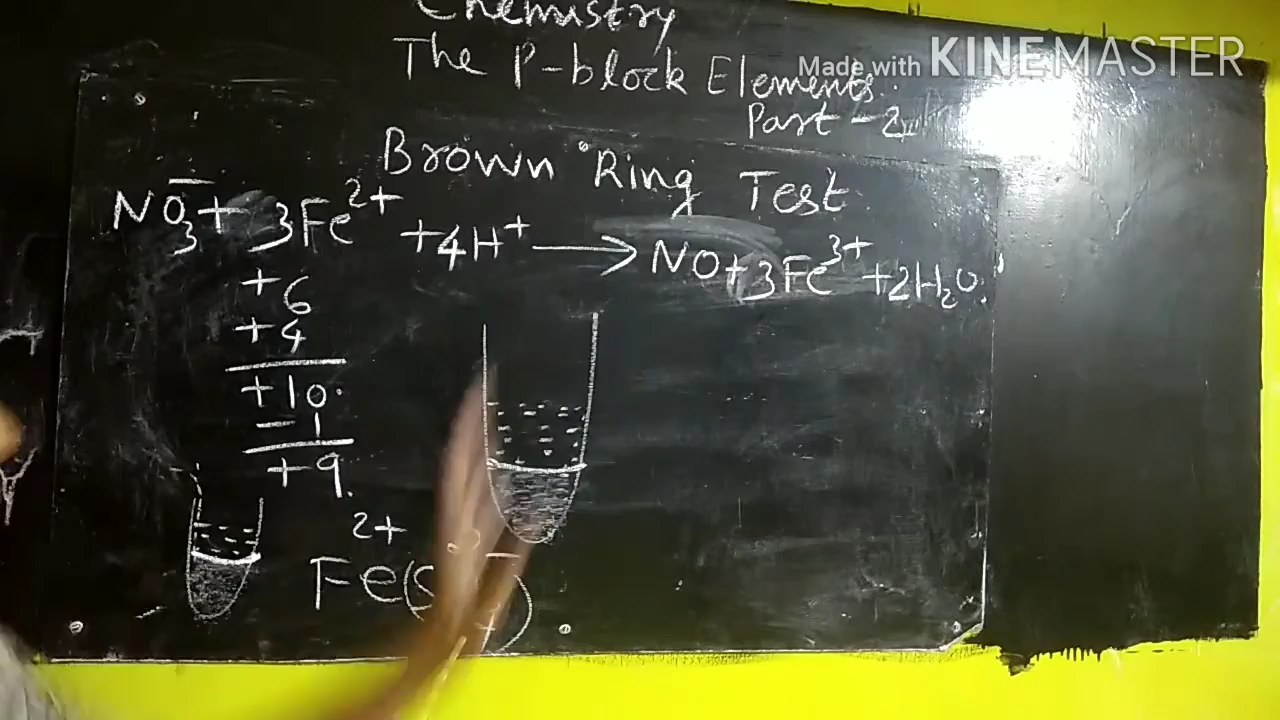 Chemistry
The P-block Elements.
Part - 2
Made with KINEMASTER
Brown Ring Test
NO₃⁻ + 3Fe²⁺ + 4H⁺ ⟶ NO + 3Fe³⁺ + 2H₂O.
+6
+4
+10.
-1
+9.
2+
Fe(S